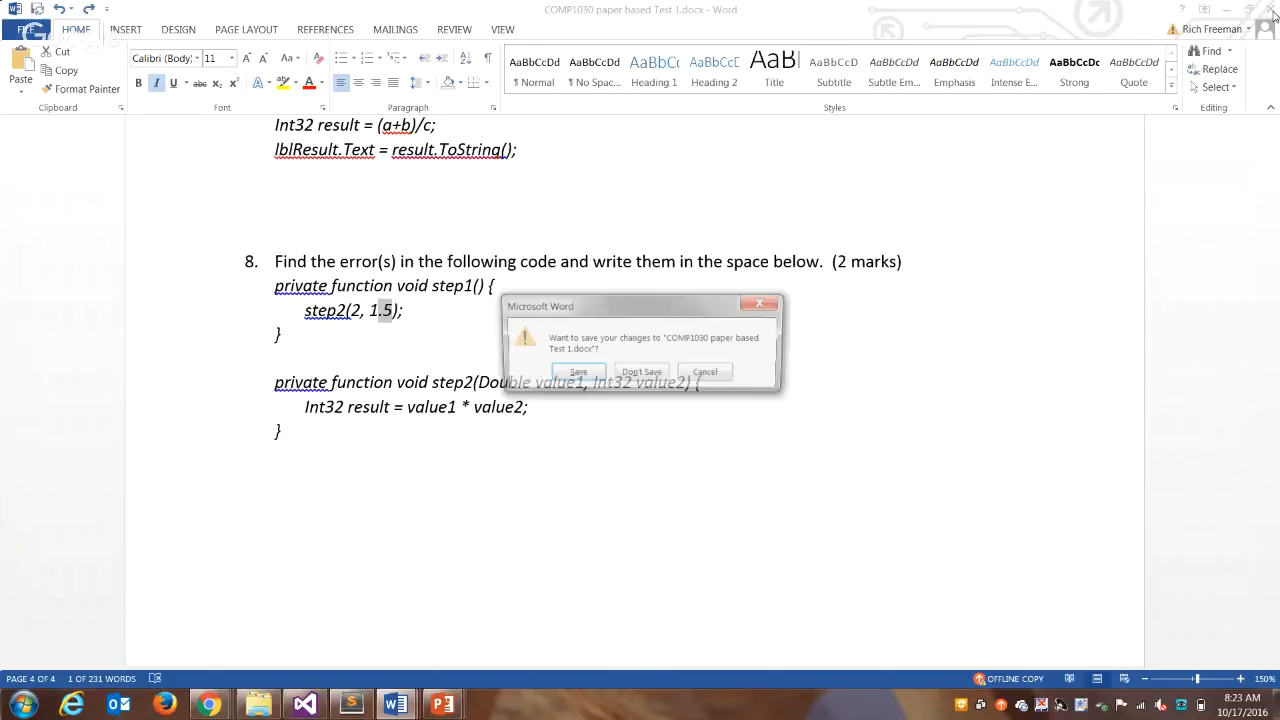 COMP1030 paper based Test 1.docx - Word
FILE HOME INSERT DESIGN PAGE LAYOUT REFERENCES MAILINGS REVIEW VIEW Rich Freeman
Paste Cut Copy Format Painter
Calibri (Body) 11
AaBbCcDd AaBbCcDd AaBbCc AaBbCcD AaBl AaBbCcD AaBbCcDd AaBbCcDd AaBbCcDd AaBbCcDd AaBbCcDd
¶ Normal ¶ No Spac... Heading 1 Heading 2 Title Subtitle Subtle Em... Emphasis Intense E... Strong Quote
Find Replace Select
Clipboard Font Paragraph Styles Editing
Int32 result = (a+b)/c;
lblResult.Text = result.ToString();
8. Find the error(s) in the following code and write them in the space below. (2 marks)
private function void step1() {
step2(2, 1.5);
}
private function void step2(Double value1, Int32 value2) {
Int32 result = value1 * value2;
}
Microsoft Word
Want to save your changes to "COMP1030 paper based
Test 1.docx"?
Save Don't Save Cancel
PAGE 4 OF 4 1 OF 231 WORDS OFFLINE COPY 150%
8:23 AM
10/17/2016